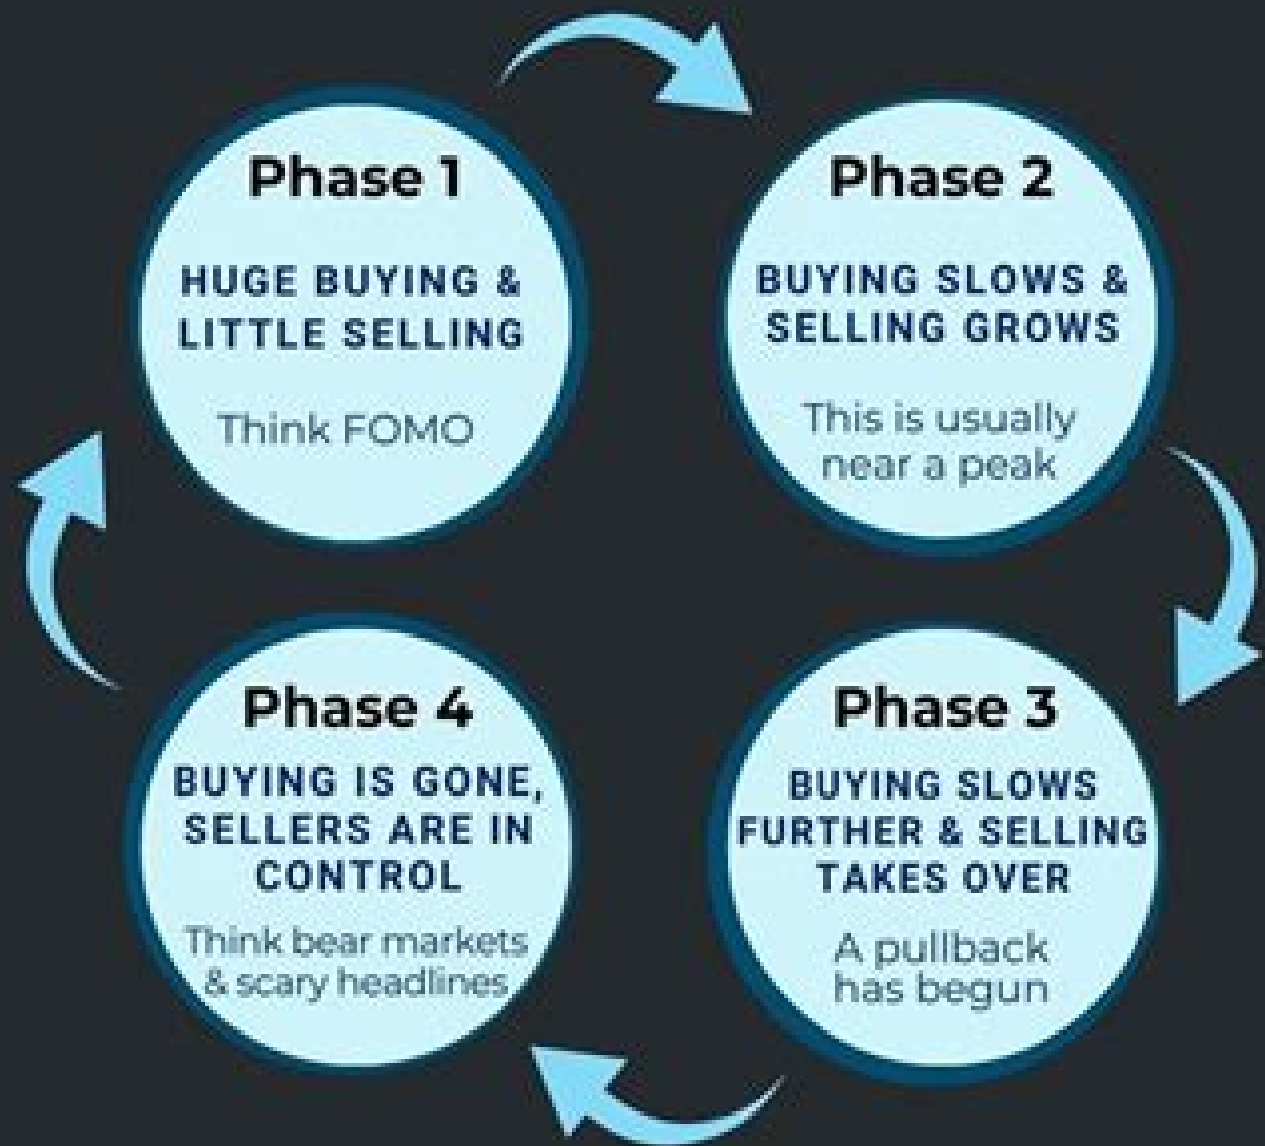 Phase 1
HUGE BUYING &
LITTLE SELLING
Think FOMO
Phase 2
BUYING SLOWS &
SELLING GROWS
This is usually
near a peak
Phase 3
BUYING SLOWS
FURTHER & SELLING
TAKES OVER
A pullback
has begun
Phase 4
BUYING IS GONE,
SELLERS ARE IN
CONTROL
Think bear markets
& scary headlines